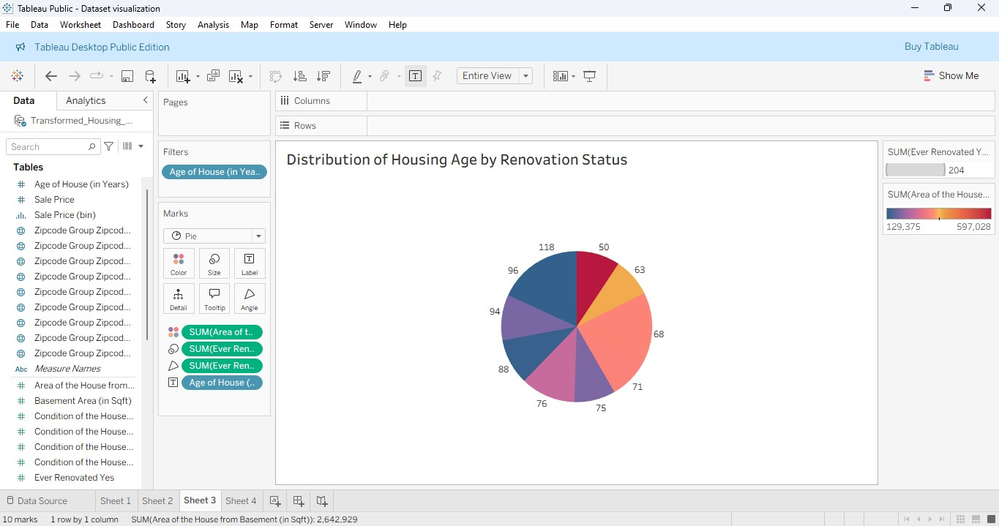 Tableau Public - Dataset visualization
File Data Worksheet Dashboard Story Analysis Map Format Server Window Help
Tableau Desktop Public Edition
Buy Tableau
Entire View
Show Me
Data
Analytics
Transformed_Housing_...
Search
Tables
Age of House (in Years)
Sale Price
Sale Price (bin)
Zipcode Group Zipcod...
Zipcode Group Zipcod...
Zipcode Group Zipcod...
Zipcode Group Zipcod...
Zipcode Group Zipcod...
Zipcode Group Zipcod...
Zipcode Group Zipcod...
Zipcode Group Zipcod...
Zipcode Group Zipcod...
Abc Measure Names
Area of the House from...
Basement Area (in Sqft)
Condition of the House...
Condition of the House...
Condition of the House...
Condition of the House...
Ever Renovated Yes
Pages
Filters
Age of House (in Yea..
Marks
Pie
Color Size Label
Detail Tooltip Angle
SUM(Area of t..
SUM(Ever Ren..
SUM(Ever Ren..
Age of House (..
Columns
Rows
Distribution of Housing Age by Renovation Status
118
50
96
63
94
68
88
71
76
75
SUM(Ever Renovated Y...
204
SUM(Area of the House...
129,375 597,028
Data Source Sheet 1 Sheet 2 Sheet 3 Sheet 4
10 marks 1 row by 1 column SUM(Area of the House from Basement (in Sqft)): 2,642,929